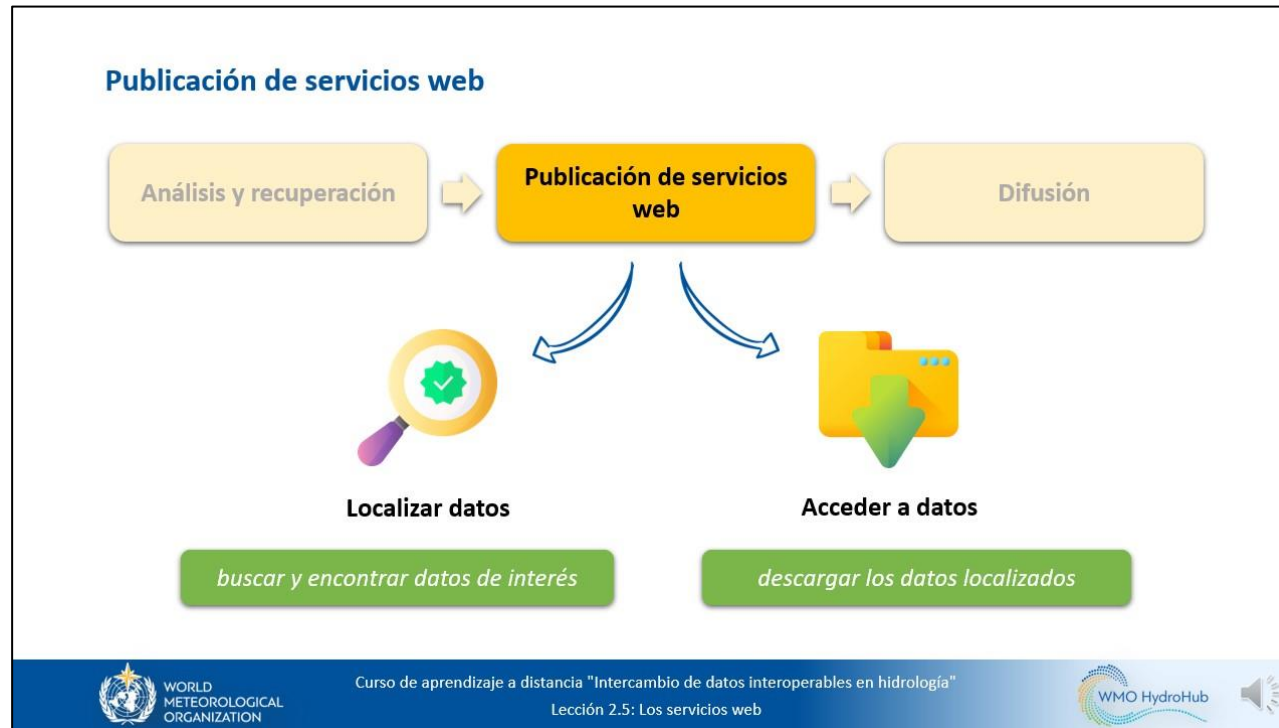 Publicación de servicios web
Análisis y recuperación
Publicación de servicios
web
Difusión
Localizar datos
Acceder a datos
buscar y encontrar datos de interés
descargar los datos localizados
WORLD
METEOROLOGICAL
ORGANIZATION
Curso de aprendizaje a distancia "Intercambio de datos interoperables en hidrología"
Lección 2.5: Los servicios web
WMO HydroHub